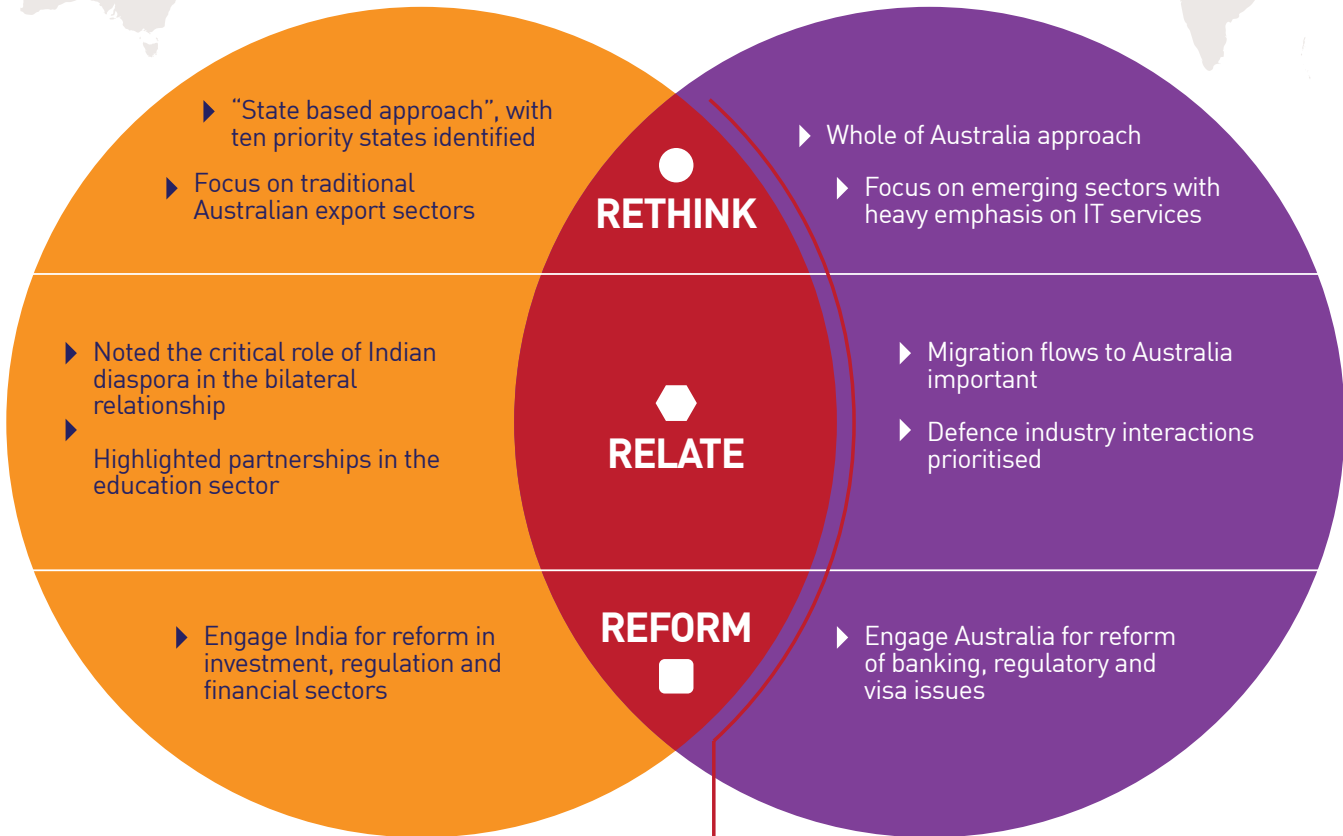 “State based approach”, with
ten priority states identified
Focus on traditional
Australian export sectors
RETHINK
Whole of Australia approach
Focus on emerging sectors with
heavy emphasis on IT services
Noted the critical role of Indian
diaspora in the bilateral
relationship
Highlighted partnerships in the
education sector
RELATE
Migration flows to Australia
important
Defence industry interactions
prioritised
Engage India for reform in
investment, regulation and
financial sectors
REFORM
Engage Australia for reform
of banking, regulatory and
visa issues